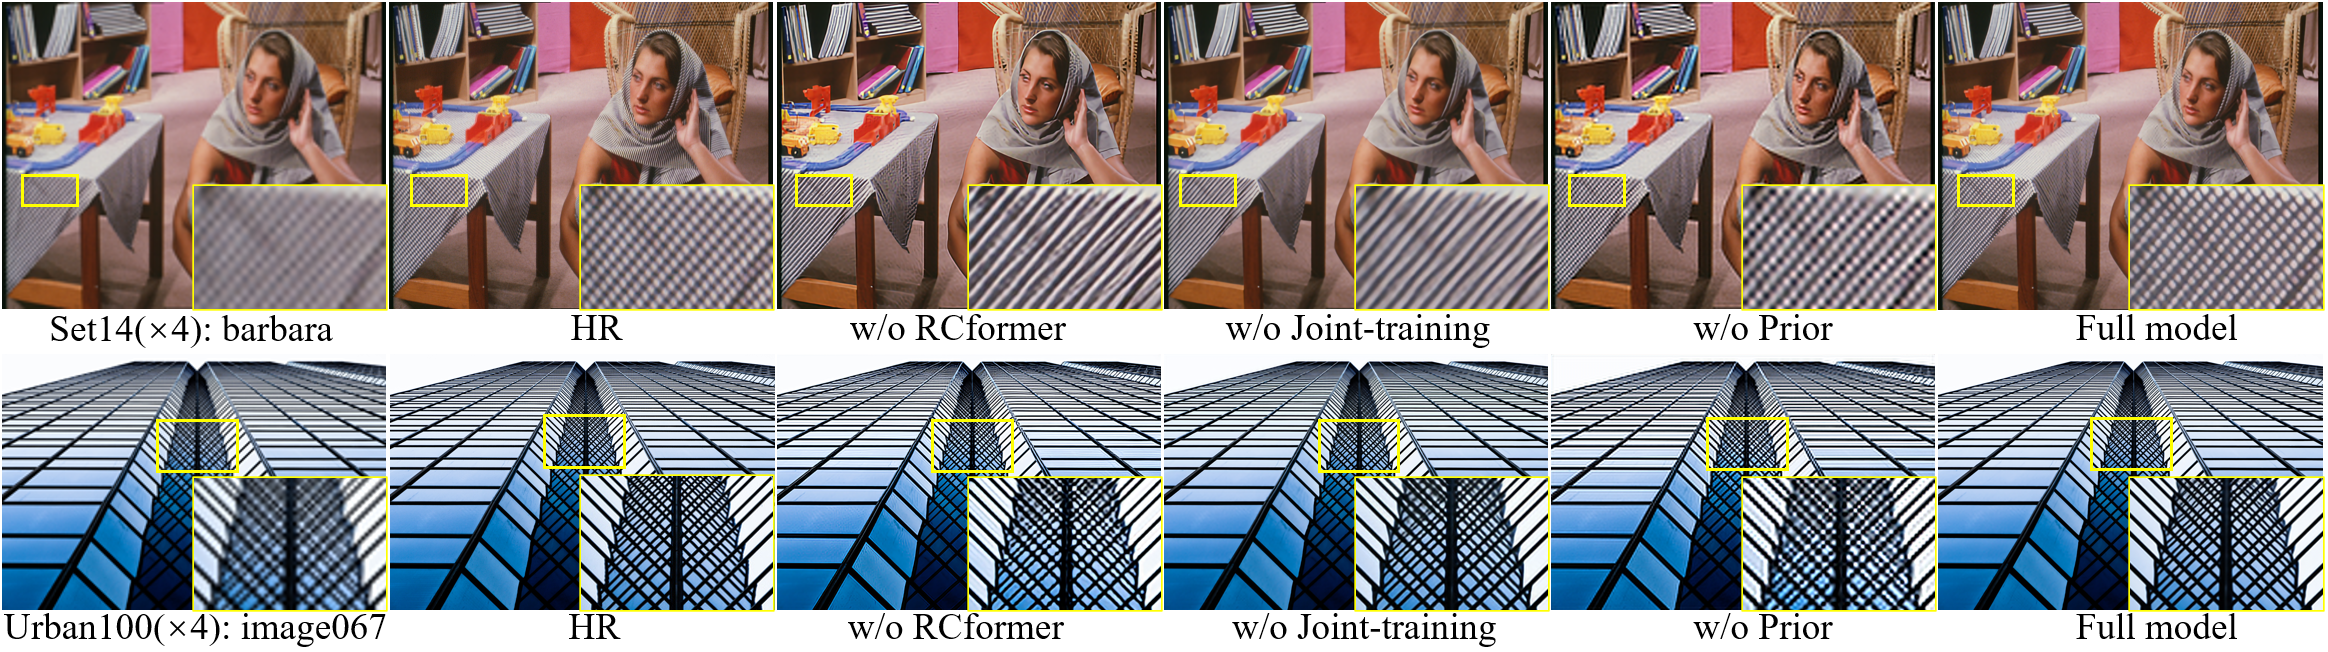 Set14(×4): barbara
HR
w/o RCformer
w/o Joint-training
w/o Prior
Full model
Urban100(×4): image067
HR
w/o RCformer
w/o Joint-training
w/o Prior
Full model